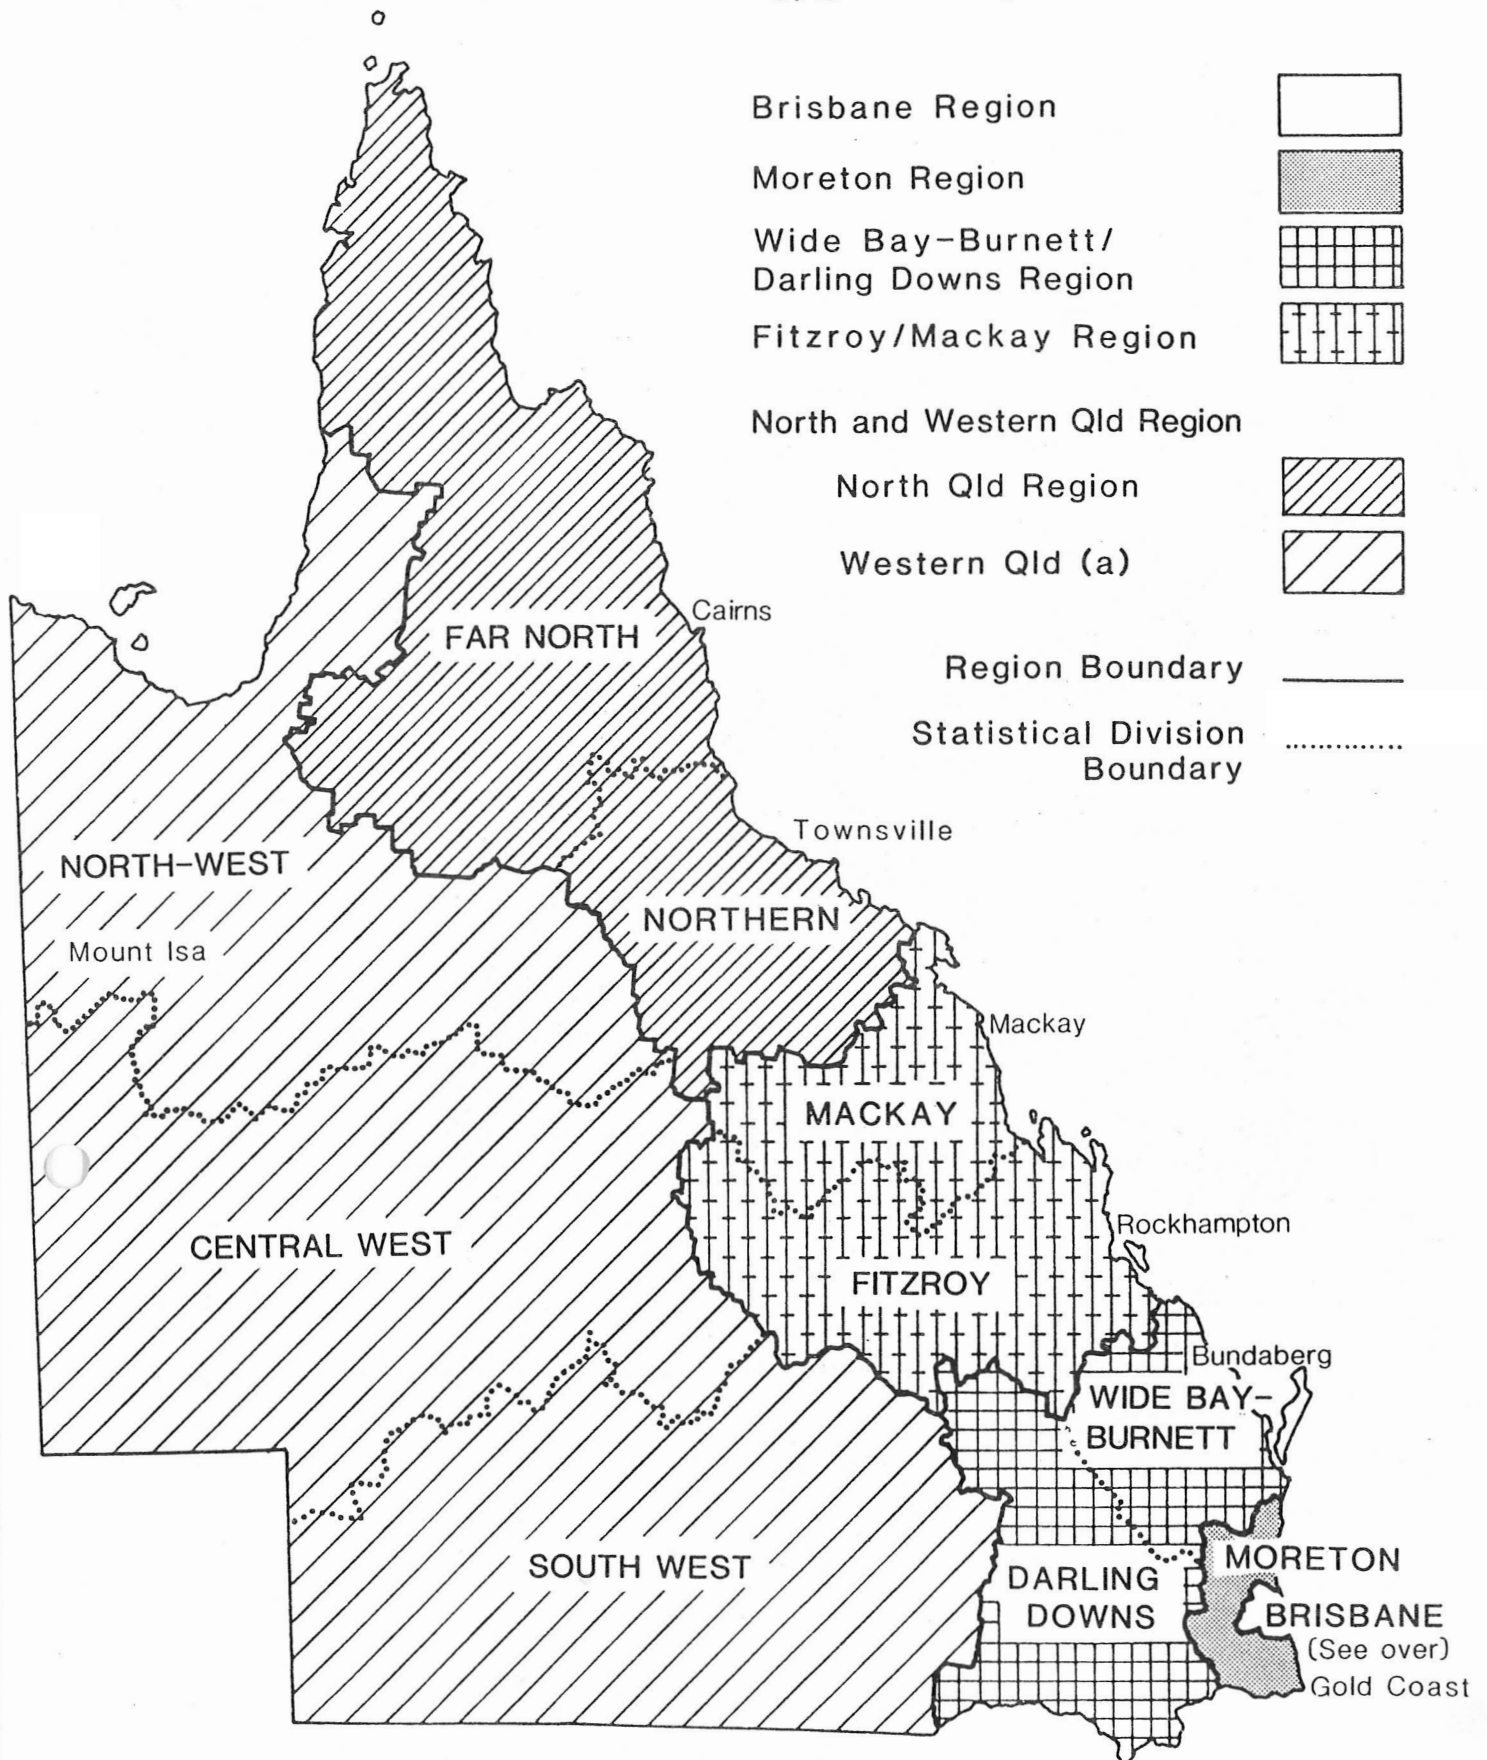 Brisbane Region
Moreton Region
Wide Bay-Burnett/
Darling Downs Region
Fitzroy/Mackay Region
North and Western Qld Region
North Qld Region
Western Qld (a)
Region Boundary
Statistical Division
Boundary
Cairns
FAR NORTH
Townsville
NORTH-WEST
NORTHERN
Mount Isa
Mackay
MACKAY
Rockhampton
CENTRAL WEST
FITZROY
Bundaberg
WIDE BAY-
BURNETT
SOUTH WEST
MORETON
DARLING
DOWNS
BRISBANE
(See over)
Gold Coast